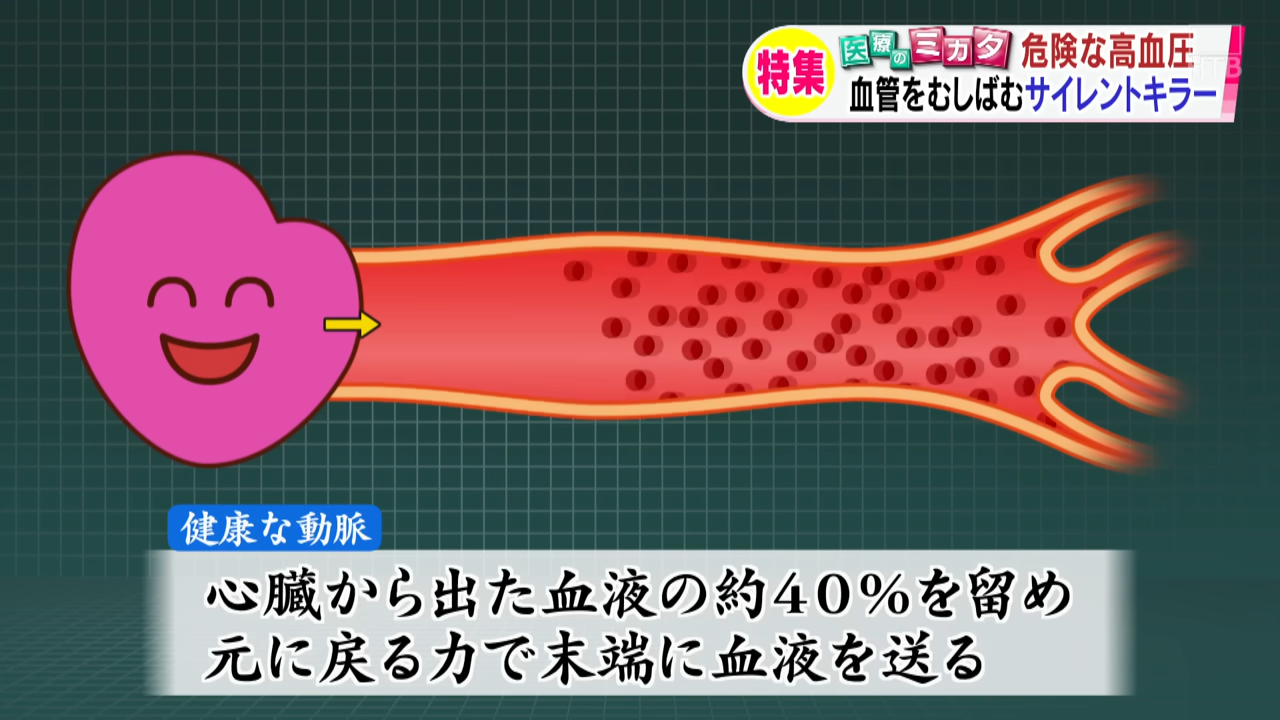 特集
医療のミカタ 危険な高血圧
血管をむしばむサイレントキラー
HTB
健康な動脈
心臓から出た血液の約40%を留め
元に戻る力で末端に血液を送る